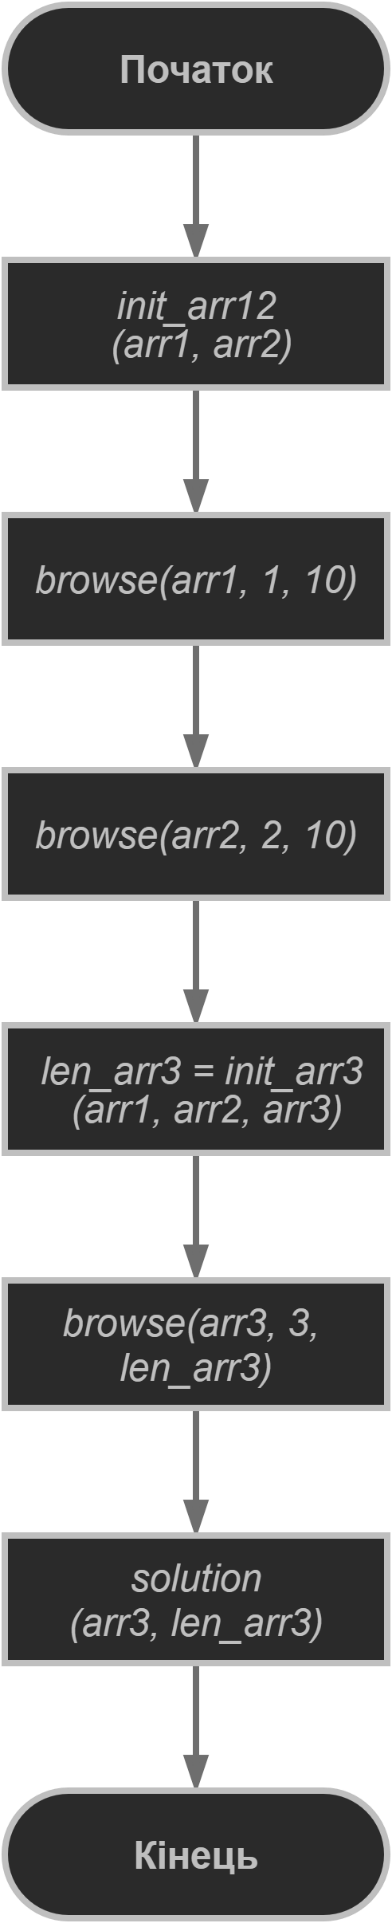 Початок
init_arr12
(arr1, arr2)
browse(arr1, 1, 10)
browse(arr2, 2, 10)
len_arr3 = init_arr3
(arr1, arr2, arr3)
browse(arr3, 3,
len_arr3)
solution
(arr3, len_arr3)
Кінець